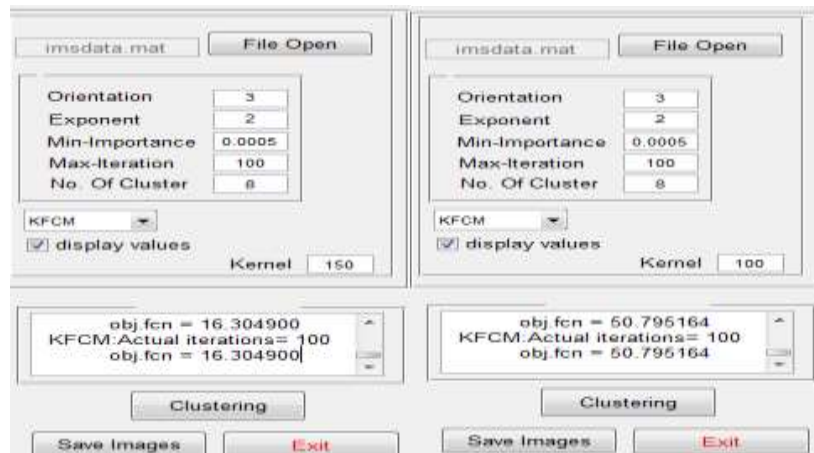 imsdata.mat File Open
Orientation 3
Exponent 2
Min-Importance 0.0005
Max-Iteration 100
No. Of Cluster 8
KFCM
display values
Kernel 150
obj.fcn = 16.304900
KFCM:Actual iterations= 100
obj.fcn = 16.304900
Clustering
Save Images Exit
imsdata.mat File Open
Orientation 3
Exponent 2
Min-Importance 0.0005
Max-Iteration 100
No. Of Cluster 8
KFCM
display values
Kernel 100
obj.fcn = 50.795164
KFCM:Actual iterations= 100
obj.fcn = 50.795164
Clustering
Save Images Exit